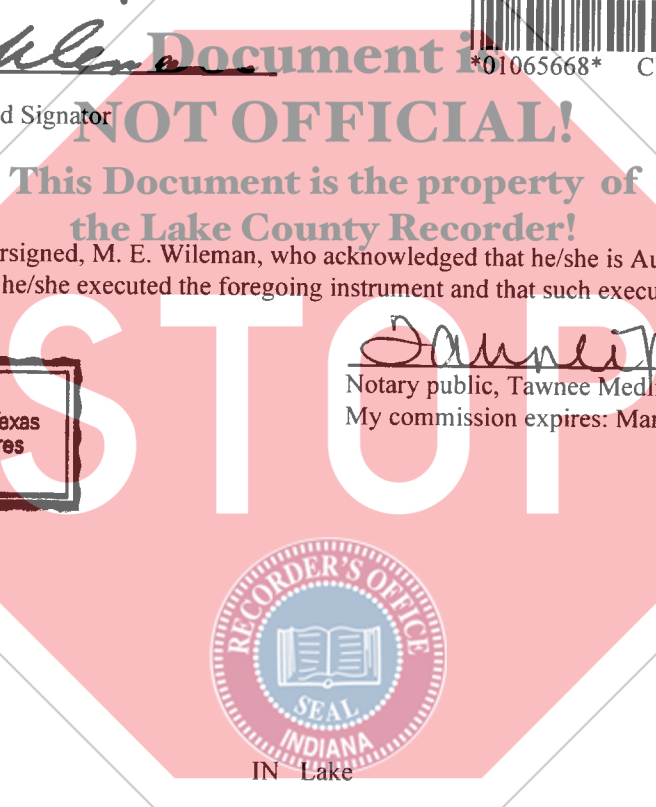 Wileman
*01065668* C
d Signator
Document is
NOT OFFICIAL!
This Document is the property of
the Lake County Recorder!
rsigned, M. E. Wileman, who acknowledged that he/she is Au
he/she executed the foregoing instrument and that such execu
STOP
Tawnee M
Notary public, Tawnee Medl
My commission expires: Mar
exas
res
RECORDER'S OFFICE
SEAL
INDIANA
IN Lake